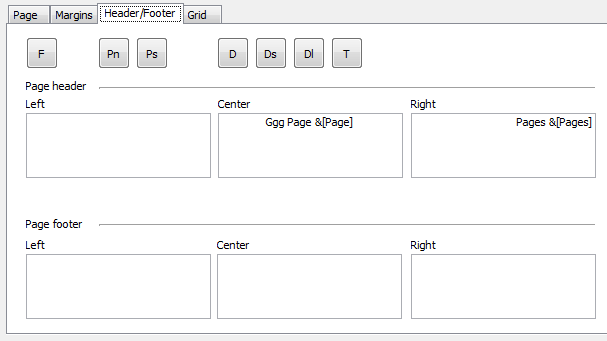 Page Margins Header/Footer Grid
F Pn Ps D Ds Dl T
Page header
Left Center Right
Ggg Page &[Page] Pages &[Pages]
Page footer
Left Center Right